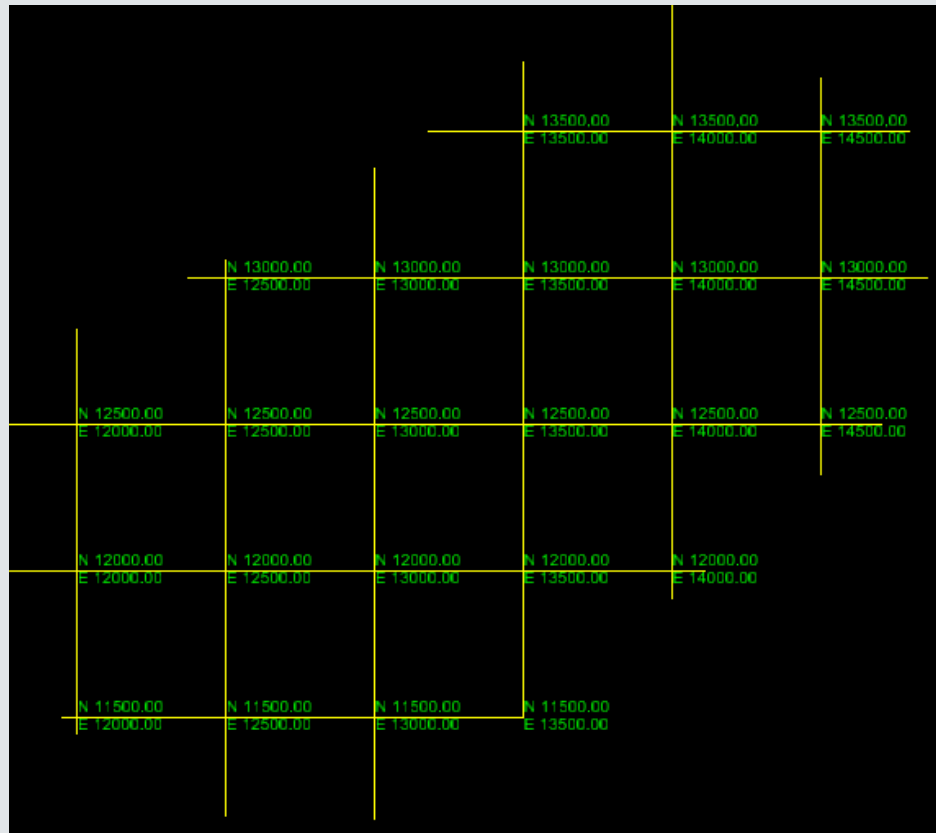 N 13500,00 N 13500,00 N 13500,00
E 13500.00 E 14000.00 E 14500.00
N 13000.00 N 13000.00 N 13000.00 N 13000.00 N 13000.00
E 12500.00 E 13000.00 E 13500.00 E 14000.00 E 14500.00
N 12500.00 N 12500.00 N 12500.00 N 12500.00 N 12500.00 N 12500.00
E 12000.00 E 12500.00 E 13000.00 E 13500.00 E 14000.00 E 14500.00
N 12000.00 N 12000.00 N 12000.00 N 12000.00 N 12000.00
E 12000.00 E 12500.00 E 13000.00 E 13500.00 E 14000.00
N 11500.00 N 11500.00 N 11500.00 N 11500.00
E 12000.00 E 12500.00 E 13000.00 E 13500.00